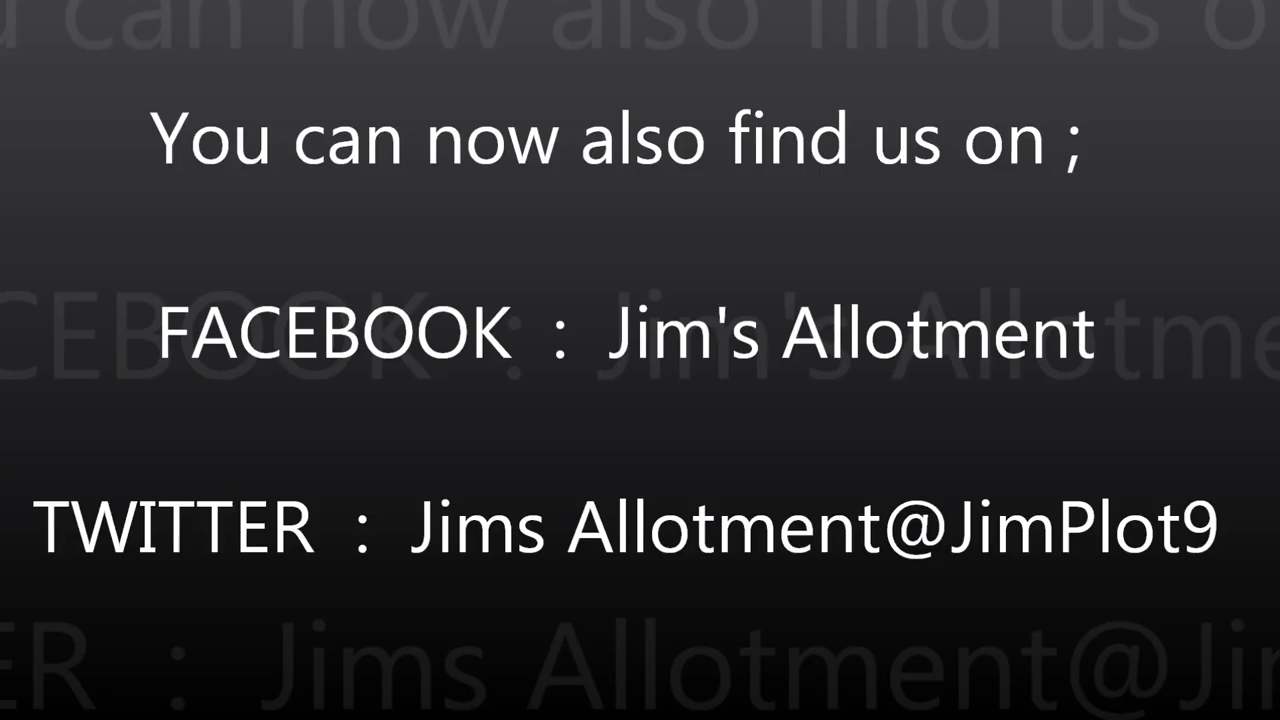 You can now also find us on ;
FACEBOOK : Jim's Allotment
TWITTER : Jims Allotment@JimPlot9